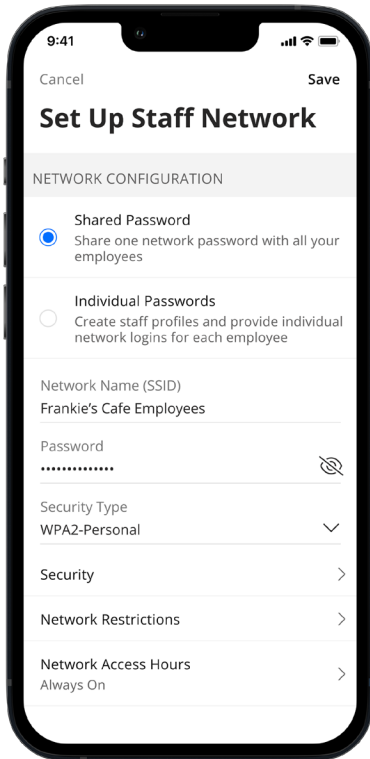 9:41
Cancel Save
Set Up Staff Network
NETWORK CONFIGURATION
Shared Password
Share one network password with all your
employees
Individual Passwords
Create staff profiles and provide individual
network logins for each employee
Network Name (SSID)
Frankie's Cafe Employees
Password
••••••••••••••
Security Type
WPA2-Personal
Security
Network Restrictions
Network Access Hours
Always On